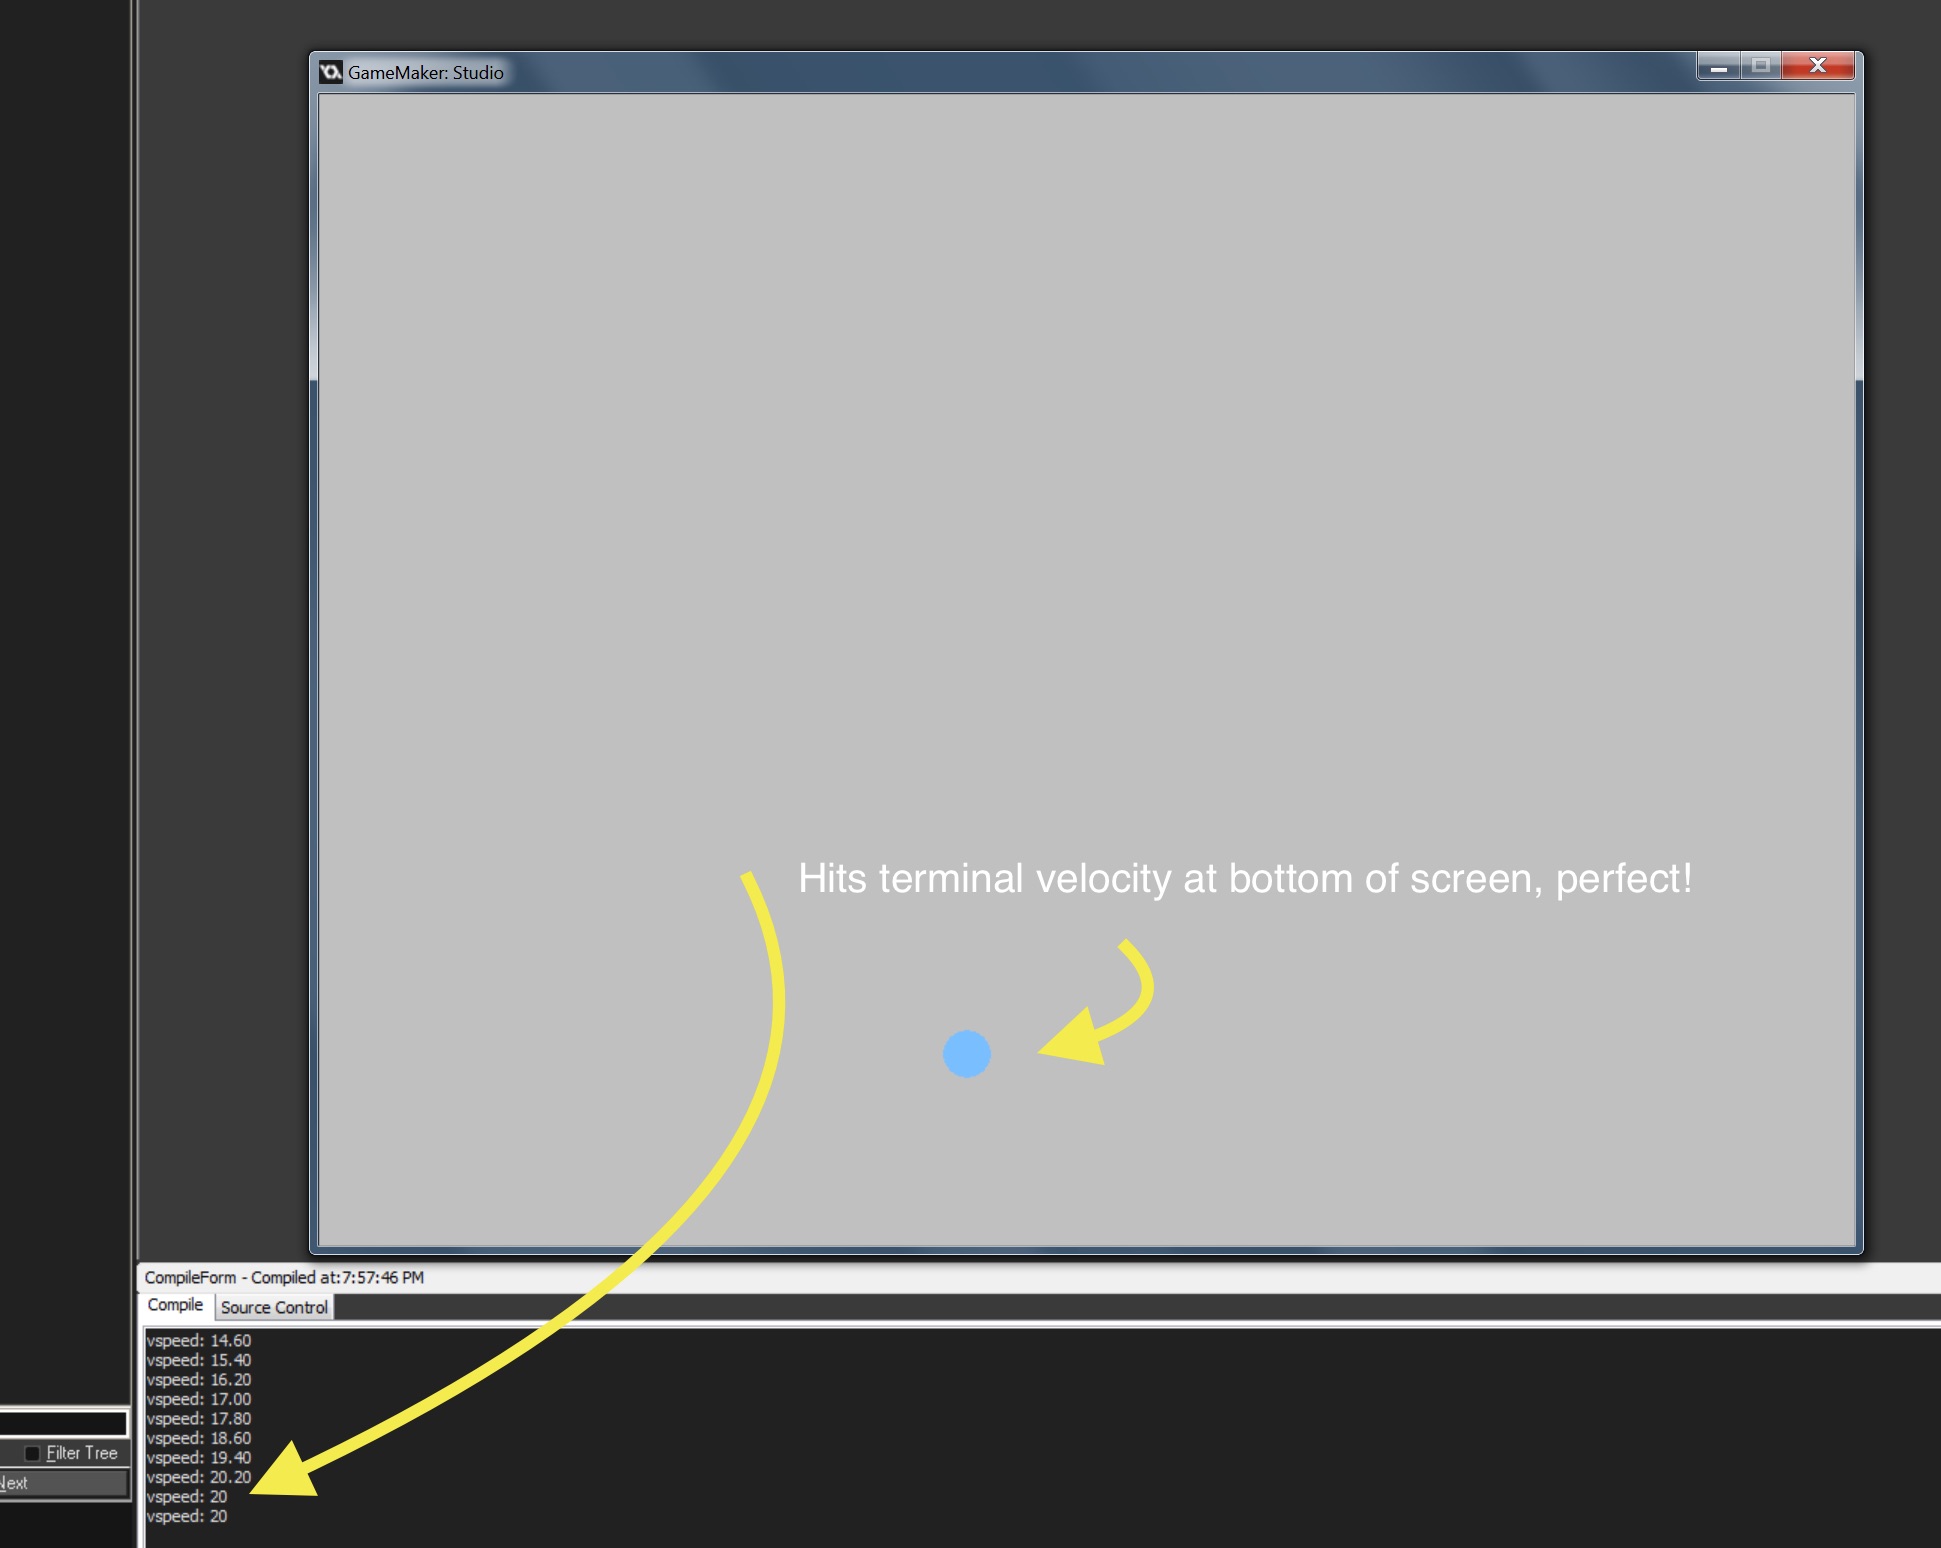 GameMaker: Studio
Hits terminal velocity at bottom of screen, perfect!
CompileForm - Compiled at:7:57:46 PM
Compile Source Control
vspeed: 14.60
vspeed: 15.40
vspeed: 16.20
vspeed: 17.00
vspeed: 17.80
vspeed: 18.60
vspeed: 19.40
vspeed: 20.20
vspeed: 20
vspeed: 20
Filter Tree
Next